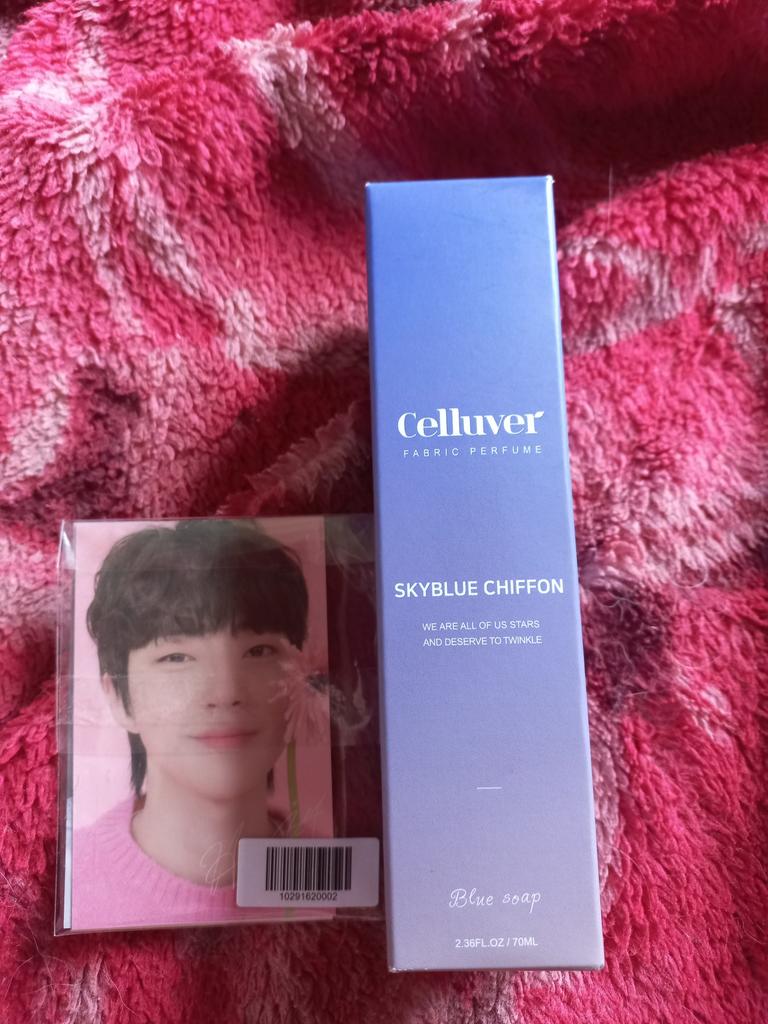 Celluver
FABRIC PERFUME
SKYBLUE CHIFFON
WE ARE ALL OF US STARS
AND DESERVE TO TWINKLE
Blue soap
2.36FL.OZ / 70ML
10291620002